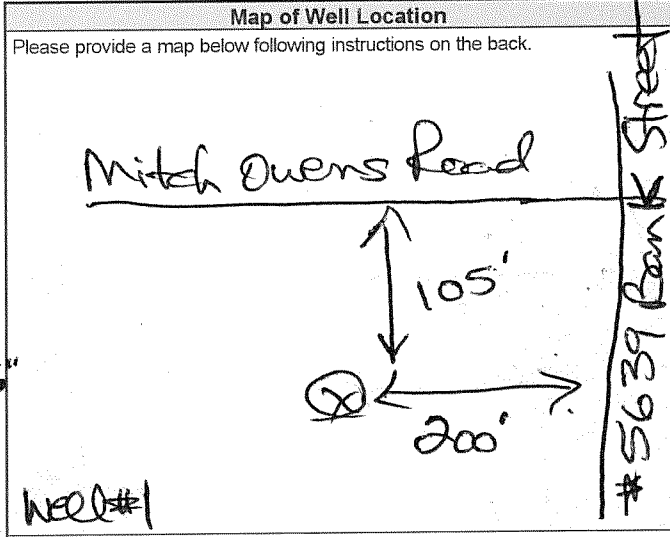 Map of Well Location
Please provide a map below following instructions on the back.
Mitch Owens Road
105'
200'
#5639 Bank Street
Well#1